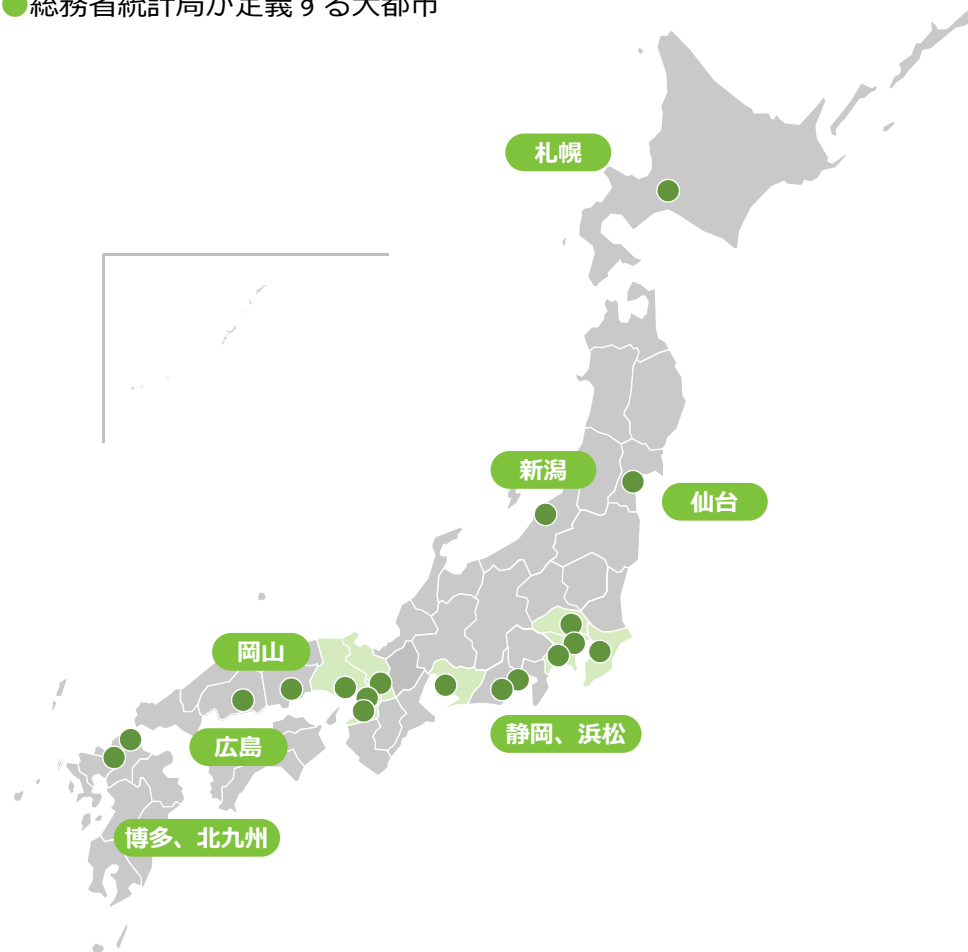 ●総務省統計局が定義する大都市
札幌
新潟
仙台
岡山
広島
静岡、浜松
博多、北九州